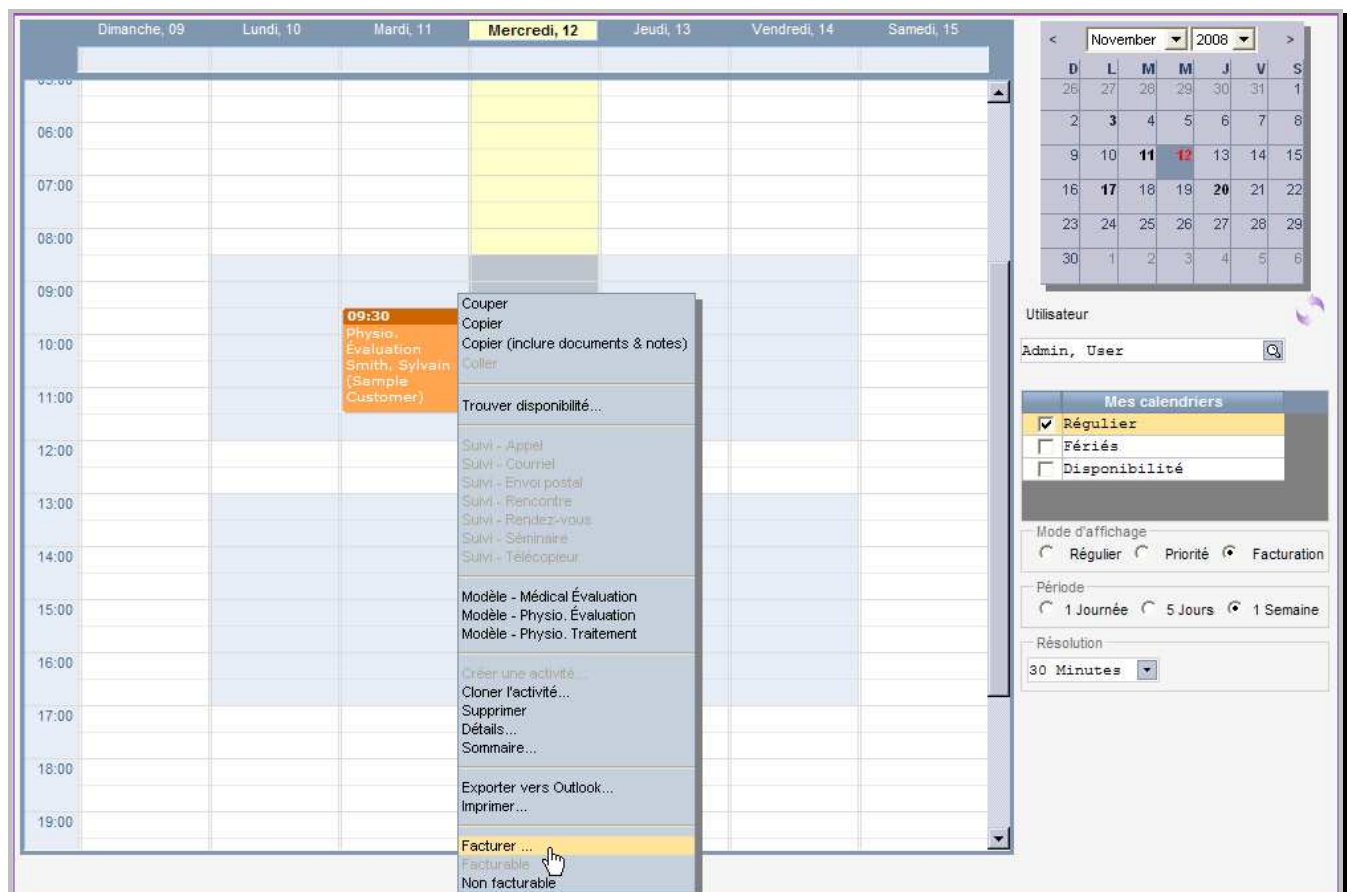 Dimanche, 09 Lundi, 10 Mardi, 11 Mercredi, 12 Jeudi, 13 Vendredi, 14 Samedi, 15
05:00
06:00
07:00
08:00
09:00
10:00
11:00
12:00
13:00
14:00
15:00
16:00
17:00
18:00
19:00
09:30
Physio.
Évaluation
Smith, Sylvain
(Sample
Customer)
Couper
Copier
Copier (inclure documents & notes)
Coller
Trouver disponibilité...
Suivi - Appel
Suivi - Courriel
Suivi - Envoi postal
Suivi - Rencontre
Suivi - Rendez-vous
Suivi - Séminaire
Suivi - Télécopieur
Modèle - Médical Évaluation
Modèle - Physio. Évaluation
Modèle - Physio. Traitement
Créer une activité...
Cloner l'activité...
Supprimer
Détails...
Sommaire...
Exporter vers Outlook...
Imprimer...
Facturer ...
Facturable
Non facturable
< November 2008 >
D L M M J V S
26 27 28 29 30 31 1
2 3 4 5 6 7 8
9 10 11 12 13 14 15
16 17 18 19 20 21 22
23 24 25 26 27 28 29
30 1 2 3 4 5 6
Utilisateur
Admin, User
Mes calendriers
Régulier
Fériés
Disponibilité
Mode d'affichage
Régulier Priorité Facturation
Période
1 Journée 5 Jours 1 Semaine
Résolution
30 Minutes